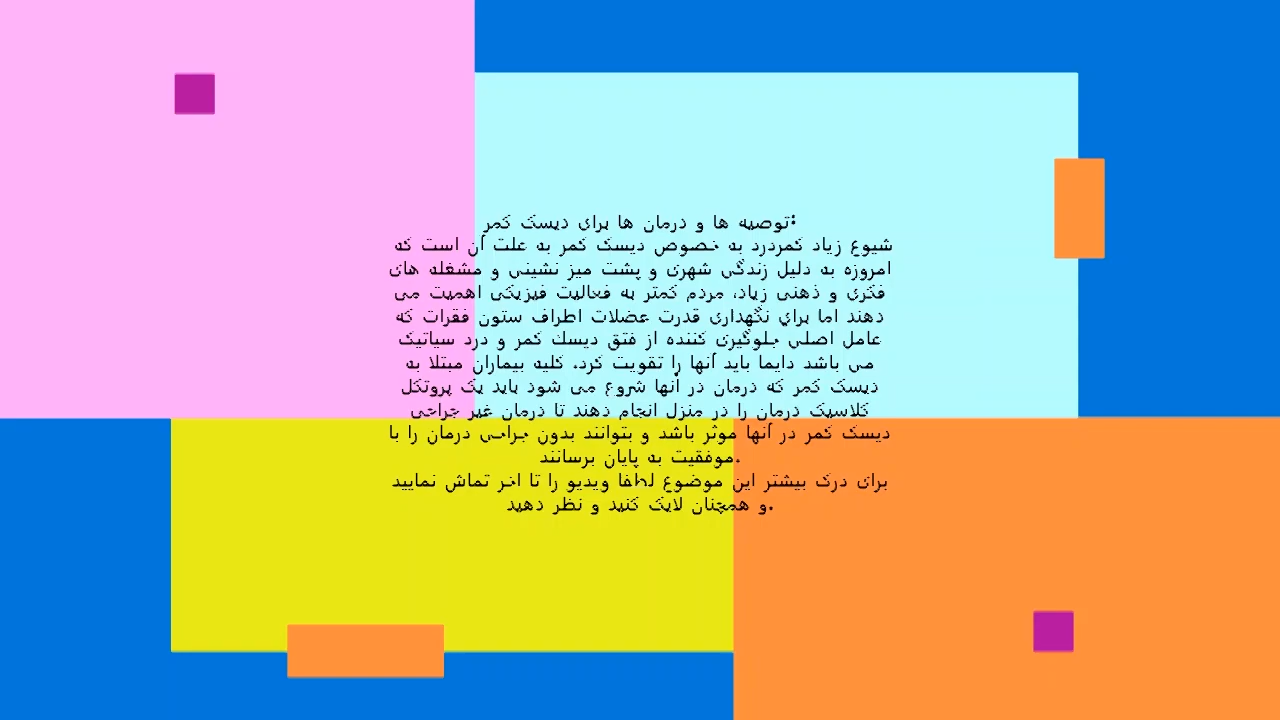 توصیه ها و درمان ها برای دیسک کمر:
شیوع زیاد کمردرد به خصوص دیسک کمر به علت آن است که
امروزه به دلیل زندگی شهری و پشت میز نشینی و مشغله های
فکری و ذهنی زیاد، مردم کمتر به فعالیت فیزیکی اهمیت می
دهند اما برای نگهداری قدرت عضلات اطراف ستون فقرات که
عامل اصلی جلوگیری کننده از فتق دیسک کمر و درد سیاتیک
می باشد دایما باید آنها را تقویت کرد. کلیه بیماران مبتلا به
دیسک کمر که درمان در آنها شروع می شود باید یک پروتکل
کلاسیک درمان را در منزل انجام دهند تا درمان غیر جراحی
دیسک کمر در آنها موثر باشد و بتوانند بدون جراحی درمان را با
موفقیت به پایان برسانند.
برای درک بیشتر این موضوع لطفا ویدیو را تا اخر تماش نمایید
و همچنان لایک کنید و نظر دهید.